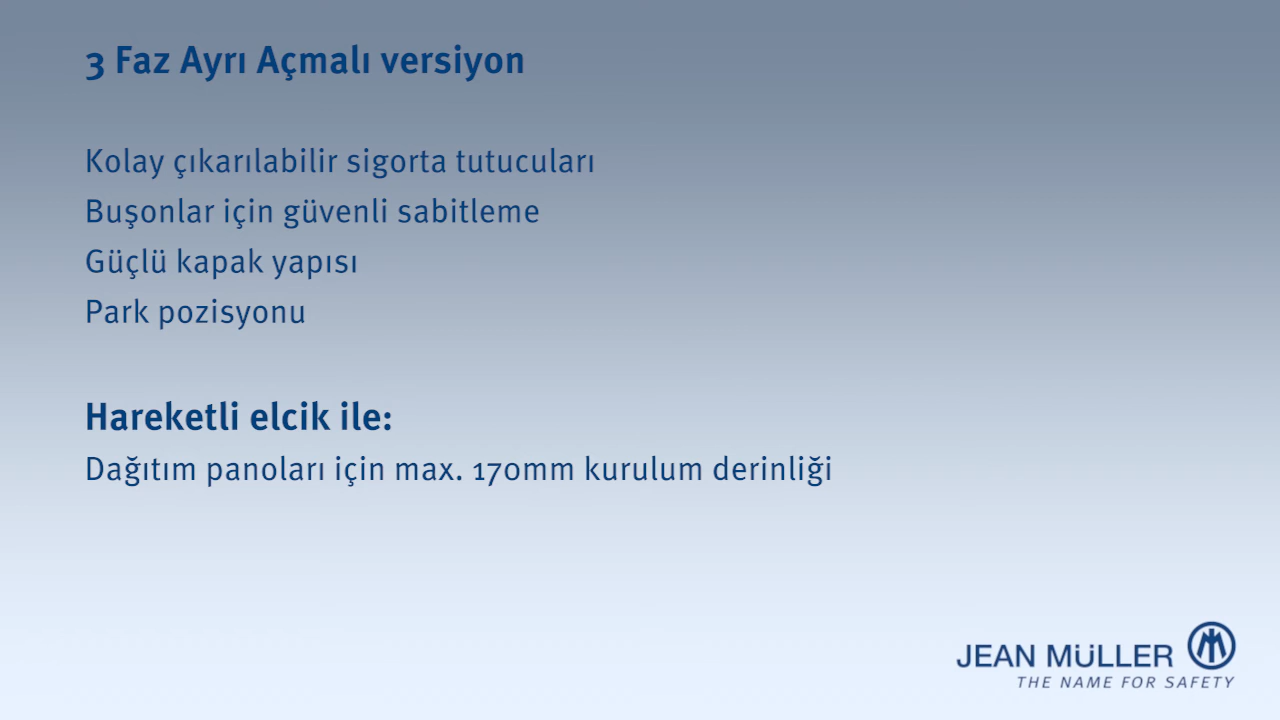 3 Faz Ayrı Açmalı versiyon
Kolay çıkarılabilir sigorta tutucuları
Buşonlar için güvenli sabitleme
Güçlü kapak yapısı
Park pozisyonu
Hareketli elcik ile:
Dağıtım panoları için max. 170mm kurulum derinliği
JEAN MÜLLER
THE NAME FOR SAFETY